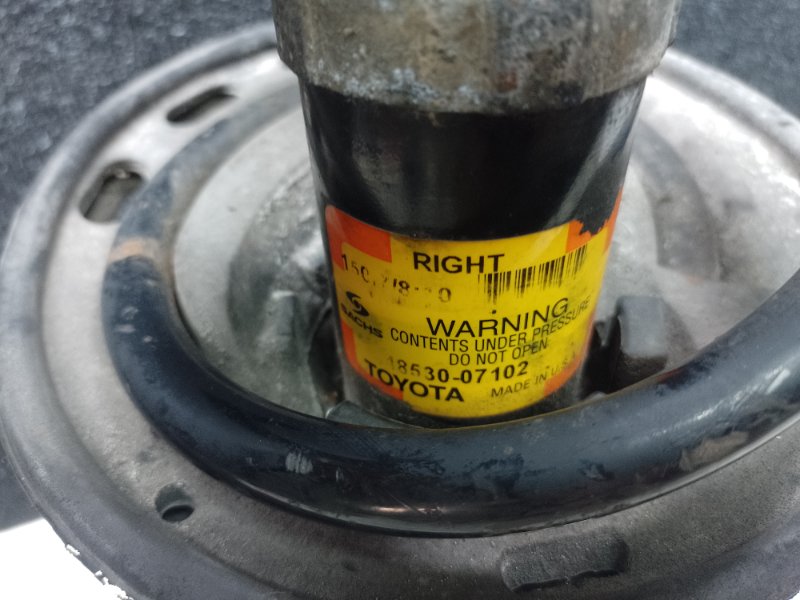 RIGHT
SACHS
WARNING
CONTENTS UNDER PRESSURE
DO NOT OPEN
48530-07102
TOYOTA
MADE IN U.S.A.